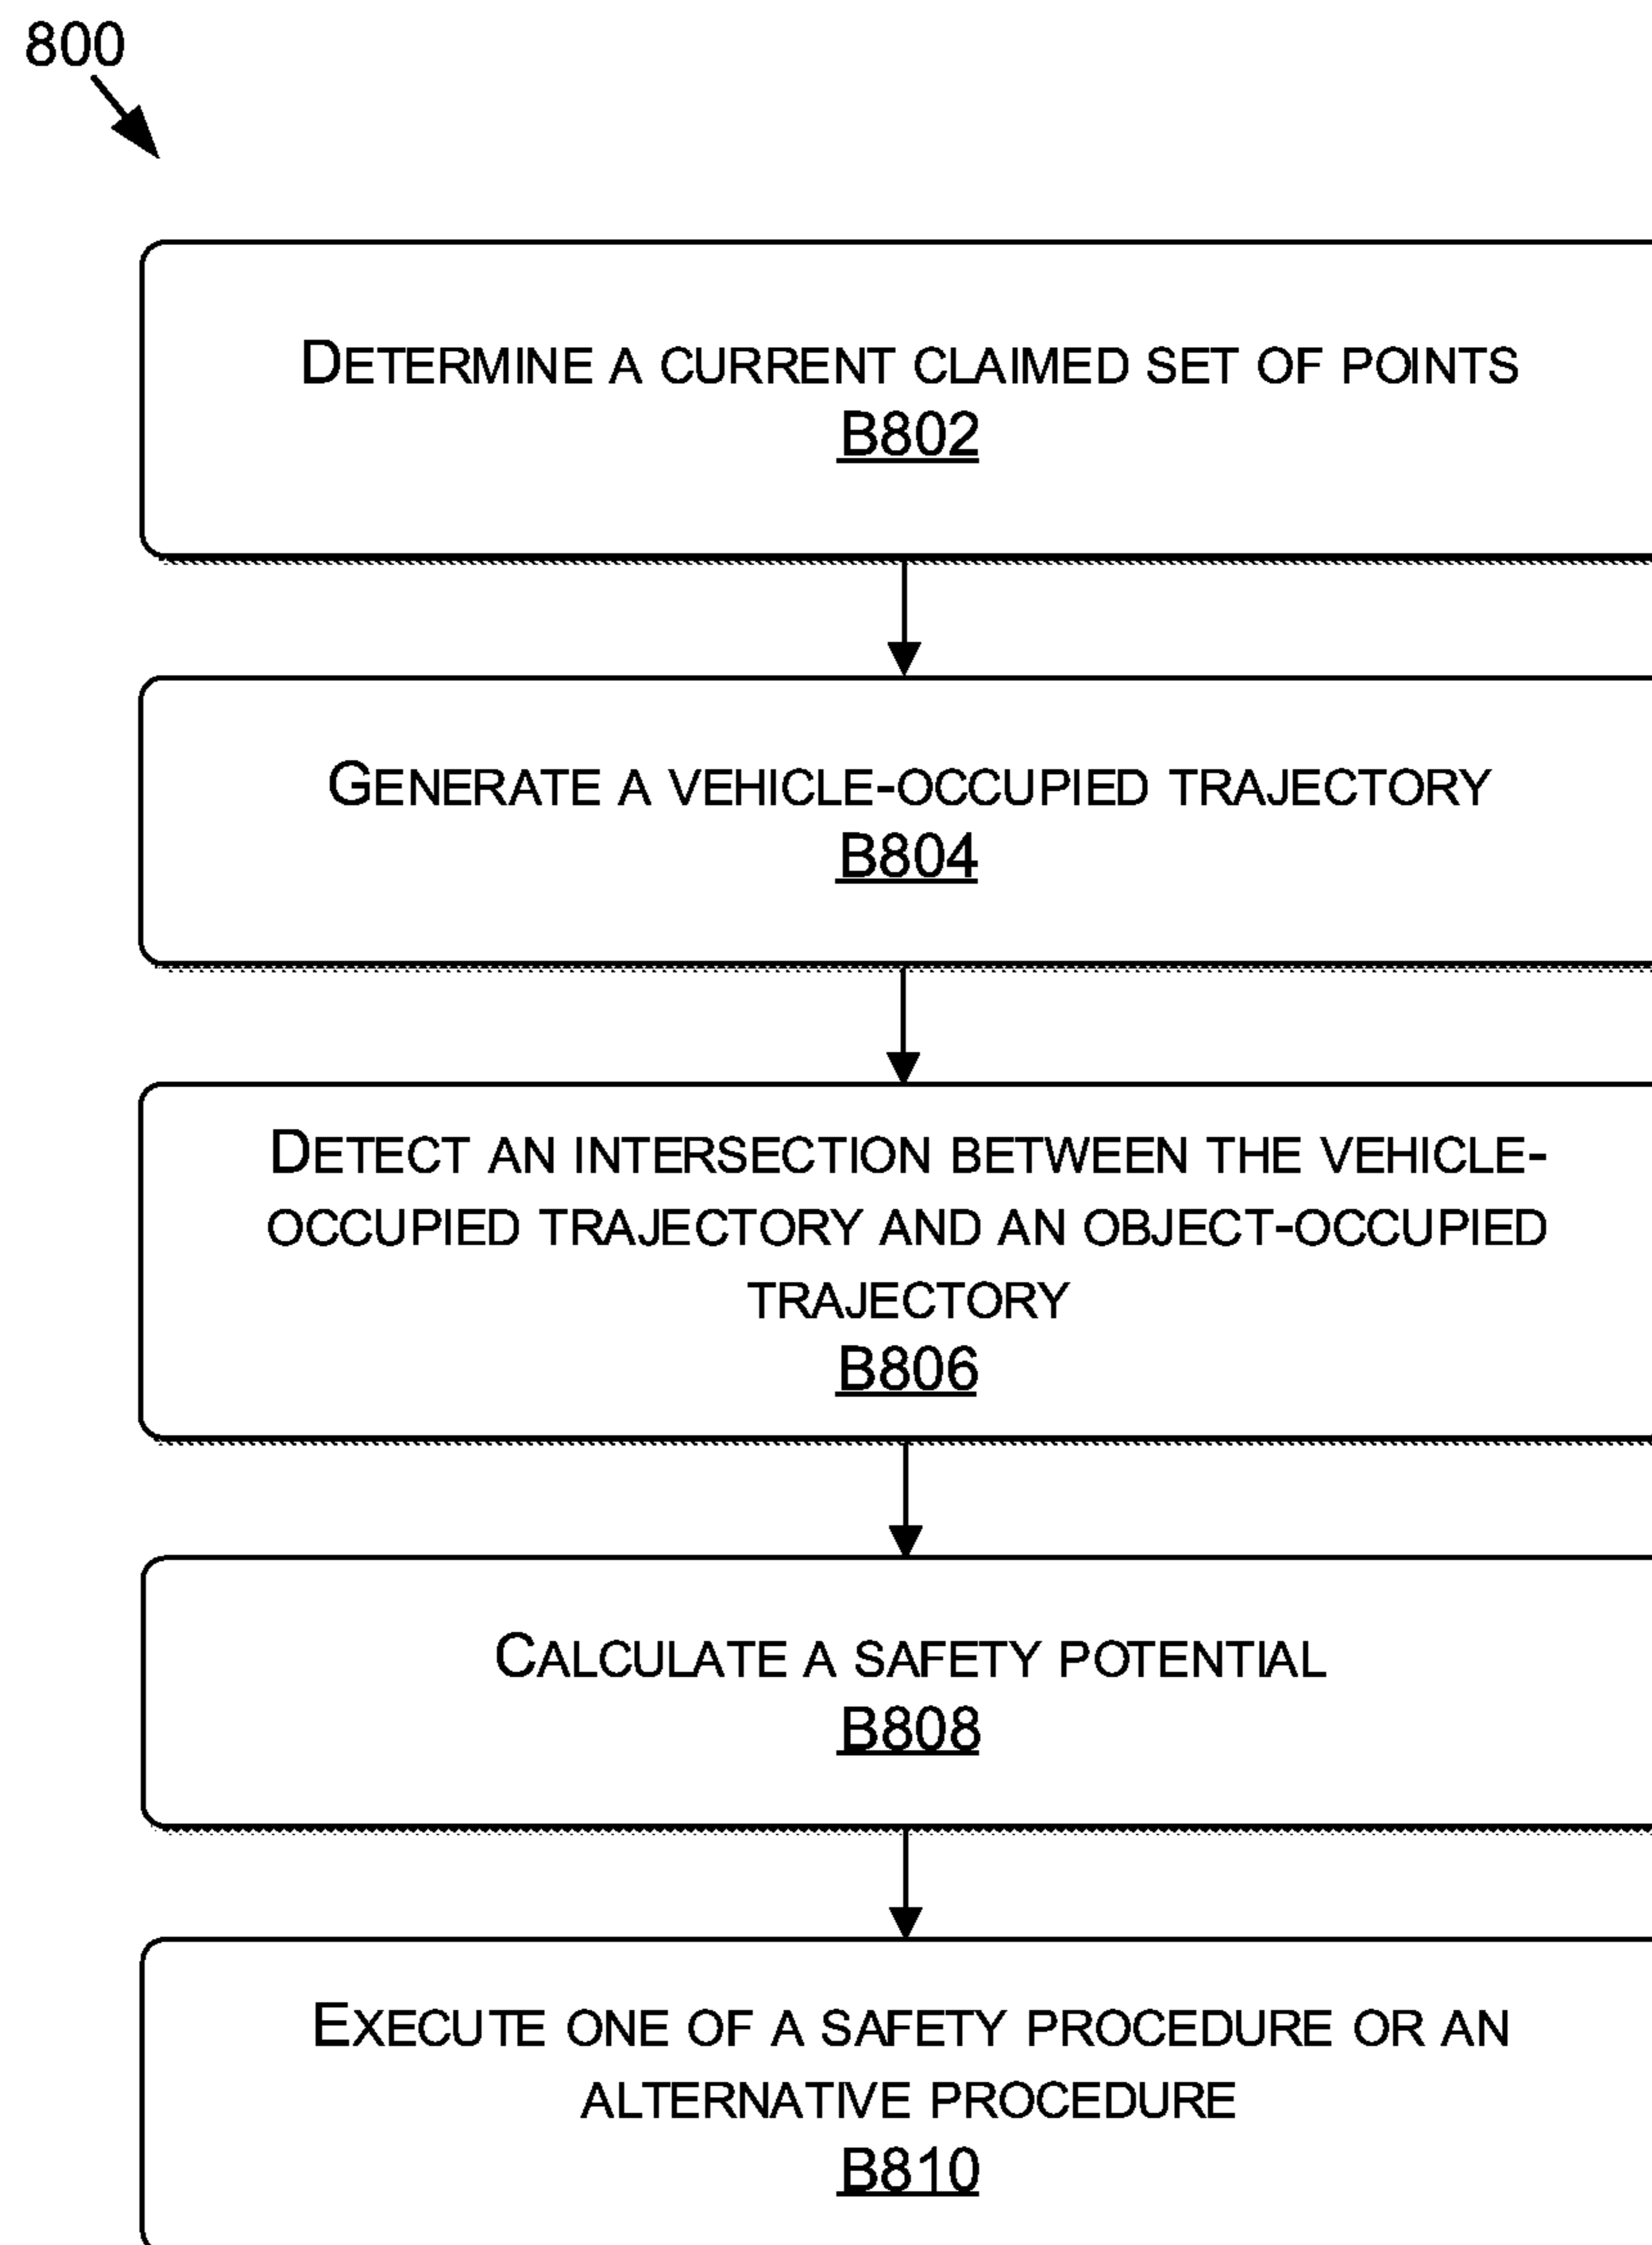 800
DETERMINE A CURRENT CLAIMED SET OF POINTS
B802
GENERATE A VEHICLE-OCCUPIED TRAJECTORY
B804
DETECT AN INTERSECTION BETWEEN THE VEHICLE-
OCCUPIED TRAJECTORY AND AN OBJECT-OCCUPIED
TRAJECTORY
B806
CALCULATE A SAFETY POTENTIAL
B808
EXECUTE ONE OF A SAFETY PROCEDURE OR AN
ALTERNATIVE PROCEDURE
B810